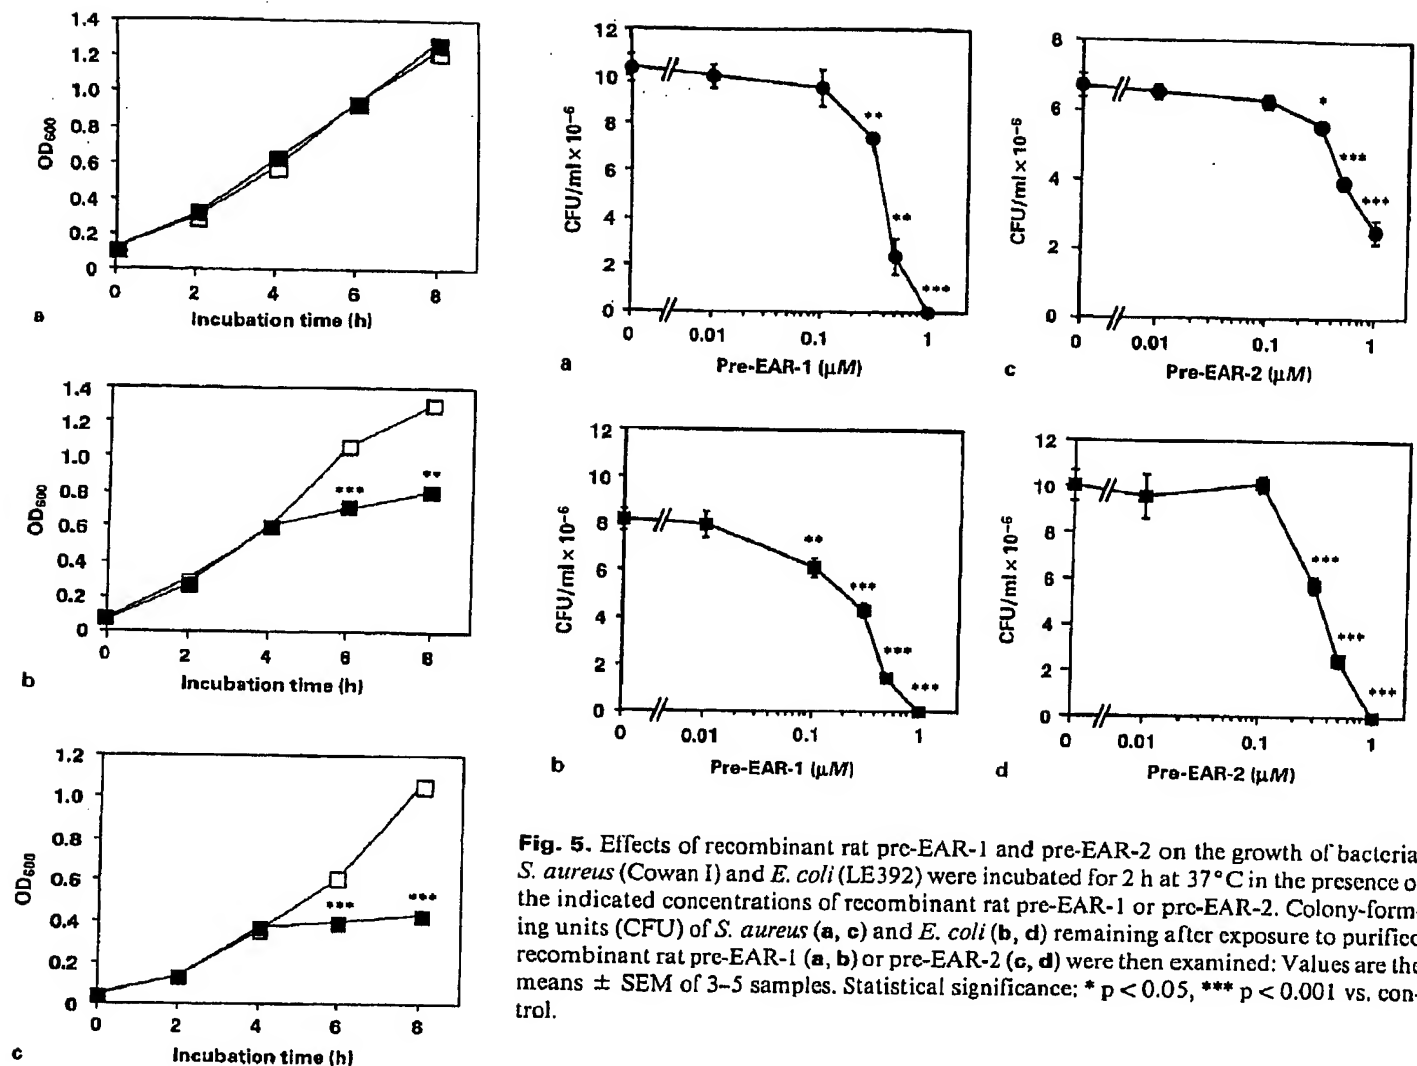 1.4
1.2
1.0
0.8
0.6
0.4
0.2
0
OD600
0 2 4 6 8
Incubation time (h)
a
1.4
1.2
1.0
0.8
0.6
0.4
0.2
0
OD600
*** **
0 2 4 6 8
Incubation time (h)
b
1.2
1.0
0.8
0.6
0.4
0.2
0
OD600
*** ***
0 2 4 6 8
Incubation time (h)
c
12
10
8
6
4
2
0
CFU/ml × 10−6
**
**
***
0 0.01 0.1 1
Pre-EAR-1 (μM)
a
8
6
4
2
0
CFU/ml × 10−6
*
***
***
0 0.01 0.1 1
Pre-EAR-2 (μM)
c
12
10
8
6
4
2
0
CFU/ml × 10−6
**
***
***
***
0 0.01 0.1 1
Pre-EAR-1 (μM)
b
12
10
8
6
4
2
0
CFU/ml × 10−6
***
***
***
0 0.01 0.1 1
Pre-EAR-2 (μM)
d
Fig. 5. Effects of recombinant rat pre-EAR-1 and pre-EAR-2 on the growth of bacteria
S. aureus (Cowan I) and E. coli (LE392) were incubated for 2 h at 37°C in the presence o
the indicated concentrations of recombinant rat pre-EAR-1 or pre-EAR-2. Colony-form-
ing units (CFU) of S. aureus (a, c) and E. coli (b, d) remaining after exposure to purified
recombinant rat pre-EAR-1 (a, b) or pre-EAR-2 (c, d) were then examined: Values are the
means ± SEM of 3–5 samples. Statistical significance: * p < 0.05, *** p < 0.001 vs. con-
trol.